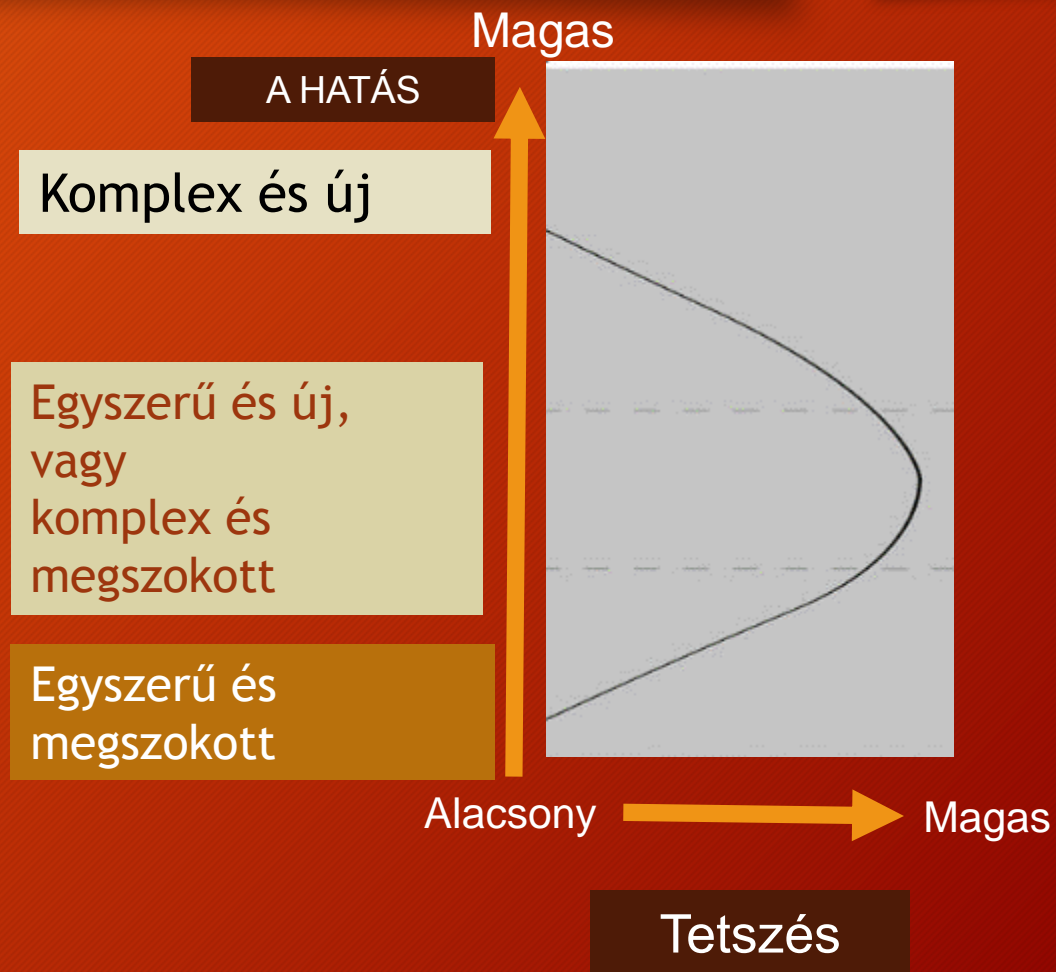 Magas
A HATÁS
Komplex és új
Egyszerű és új,
vagy
komplex és
megszokott
Egyszerű és
megszokott
Alacsony
Magas
Tetszés